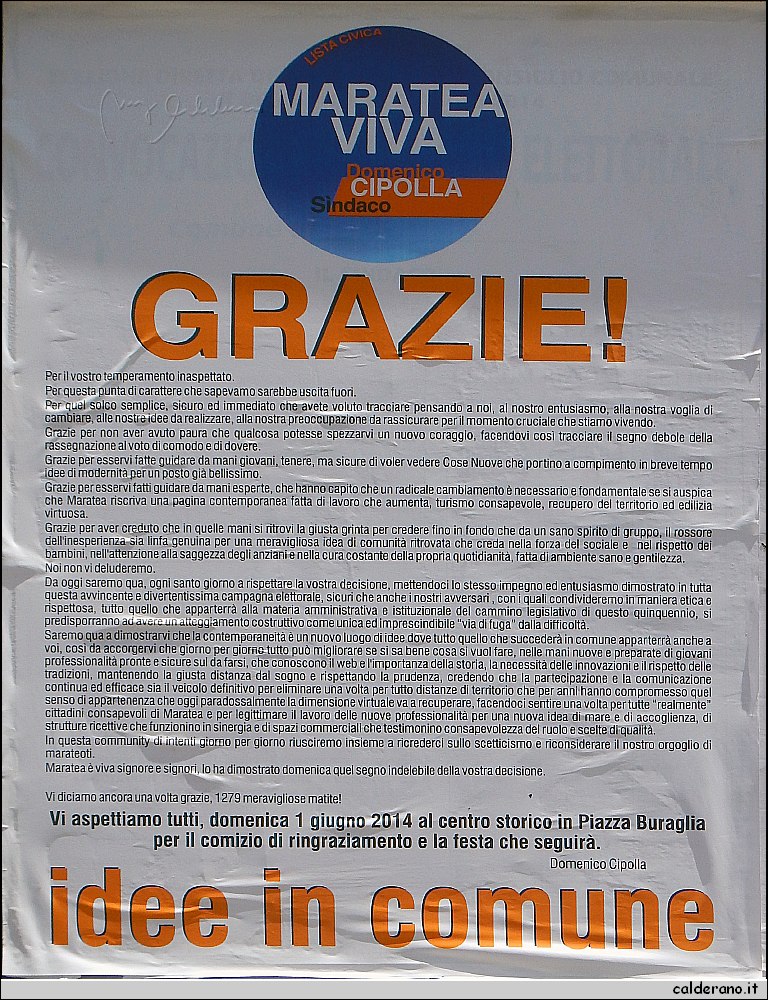 LISTA CIVICA
MARATEA
VIVA
Domenico
CIPOLLA
Sindaco
GRAZIE!
Per il vostro temperamento inaspettato.
Per questa punta di carattere che sapevamo sarebbe uscita fuori.
Per quel solco semplice, sicuro ed immediato che avete voluto tracciare pensando a noi, al nostro entusiasmo, alla nostra voglia di
cambiare, alle nostre idee da realizzare, alla nostra preoccupazione da rassicurare per il momento cruciale che stiamo vivendo.
Grazie per non aver avuto paura che qualcosa potesse spezzarvi un nuovo coraggio, facendovi così tracciare il segno debole della
rassegnazione al voto di comodo e di dovere.
Grazie per esservi fatte guidare da mani giovani, tenere, ma sicure di voler vedere Cose Nuove che portino a compimento in breve tempo
idee di modernità per un posto già bellissimo.
Grazie per esservi fatti guidare da mani esperte, che hanno capito che un radicale cambiamento è necessario e fondamentale se si auspica
che Maratea riscriva una pagina contemporanea fatta di lavoro che aumenta, turismo consapevole, recupero del territorio ed edilizia
virtuosa.
Grazie per aver creduto che in quelle mani si ritrovi la giusta grinta per credere fino in fondo che da un sano spirito di gruppo, il rossore
dell'inesperienza sia linfa genuina per una meravigliosa idea di comunità ritrovata che creda nella forza del sociale e nel rispetto dei
bambini, nell'attenzione alla saggezza degli anziani e nella cura costante della propria quotidianità, fatta di ambiente sano e gentilezza.
Noi non vi deluderemo.
Da oggi saremo qua, ogni santo giorno a rispettare la vostra decisione, mettendoci lo stesso impegno ed entusiasmo dimostrato in tutta
questa avvincente e divertentissima campagna elettorale, sicuri che anche i nostri avversari , con i quali condivideremo in maniera etica e
rispettosa, tutto quello che apparterrà alla materia amministrativa e istituzionale del cammino legislativo di questo quinquennio, si
predisporranno ad avere un atteggiamento costruttivo come unica ed imprescindibile "via di fuga" dalla difficoltà.
Saremo qua a dimostrarvi che la contemporaneità è un nuovo luogo di idee dove tutto quello che succederà in comune apparterrà anche a
voi, così da accorgervi che giorno per giorno tutto può migliorare se si sa bene cosa si vuol fare, nelle mani nuove e preparate di giovani
professionalità pronte e sicure sul da farsi, che conoscono il web e l'importanza della storia, la necessità delle innovazioni e il rispetto delle
tradizioni, mantenendo la giusta distanza dal sogno e rispettando la prudenza, credendo che la partecipazione e la comunicazione
continua ed efficace sia il veicolo definitivo per eliminare una volta per tutto distanze di territorio che per anni hanno compromesso quel
senso di appartenenza che oggi paradossalmente la dimensione virtuale va a recuperare, facendoci sentire una volta per tutte "realmente"
cittadini consapevoli di Maratea e per legittimare il lavoro delle nuove professionalità per una nuova idea di mare e di accoglienza, di
strutture ricettive che funzionino in sinergia e di spazi commerciali che testimonino consapevolezza del ruolo e scelte di qualità.
In questa community di intenti giorno per giorno riusciremo insieme a ricrederci sullo scetticismo e riconsiderare il nostro orgoglio di
marateoti.
Maratea è viva signore e signori, lo ha dimostrato domenica quel segno indelebile della vostra decisione.
Vi diciamo ancora una volta grazie, 1279 meravigliose matite!
Vi aspettiamo tutti, domenica 1 giugno 2014 al centro storico in Piazza Buraglia
per il comizio di ringraziamento e la festa che seguirà.
Domenico Cipolla
idee in comune
calderano.it